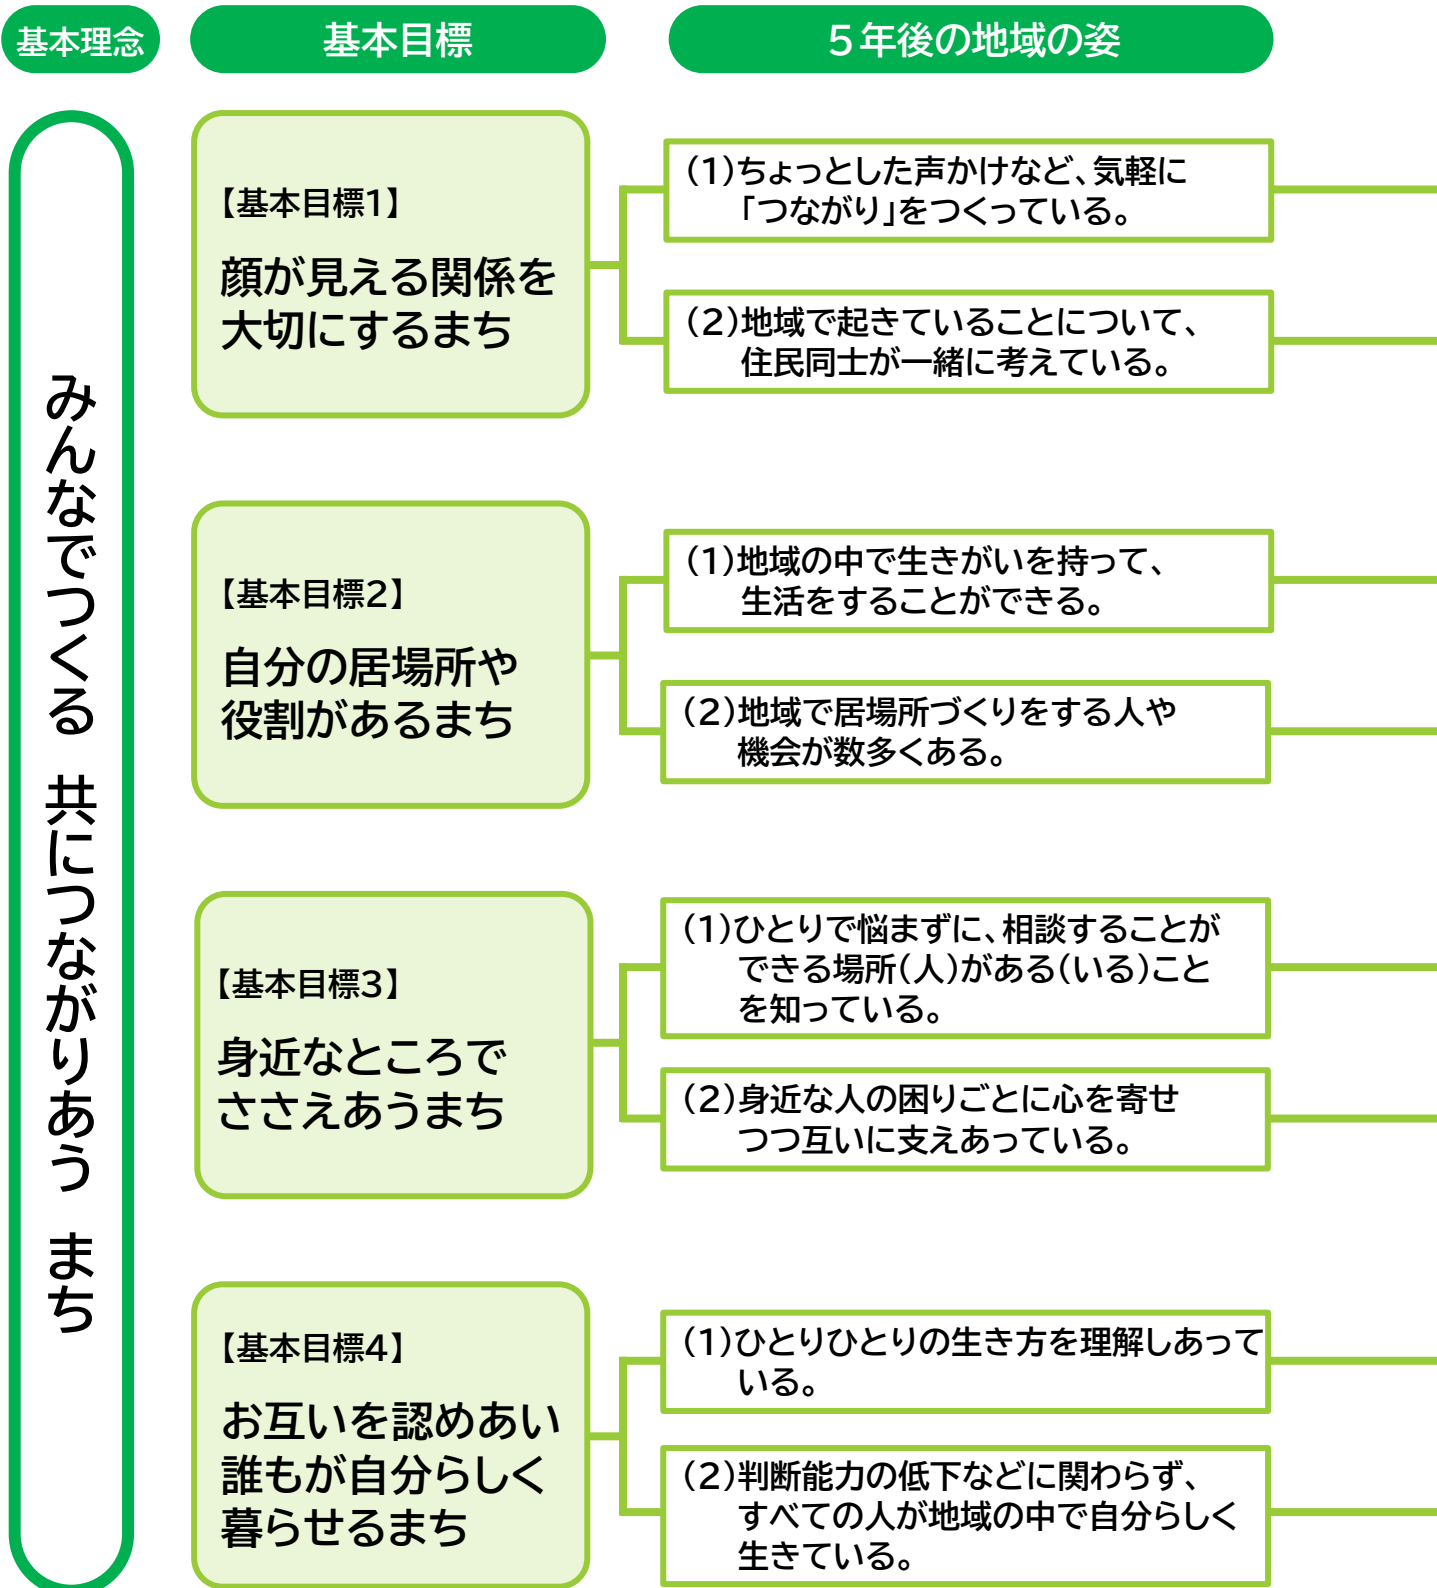 基本理念
基本目標
５年後の地域の姿
みんなでつくる 共につながりあう まち
【基本目標1】
顔が見える関係を
大切にするまち
(1)ちょっとした声かけなど、気軽に
「つながり」をつくっている。
(2)地域で起きていることについて、
住民同士が一緒に考えている。
【基本目標2】
自分の居場所や
役割があるまち
(1)地域の中で生きがいを持って、
生活をすることができる。
(2)地域で居場所づくりをする人や
機会が数多くある。
【基本目標3】
身近なところで
ささえあうまち
(1)ひとりで悩まずに、相談することが
できる場所(人)がある(いる)こと
を知っている。
(2)身近な人の困りごとに心を寄せ
つつ互いに支えあっている。
【基本目標4】
お互いを認めあい
誰もが自分らしく
暮らせるまち
(1)ひとりひとりの生き方を理解しあって
いる。
(2)判断能力の低下などに関わらず、
すべての人が地域の中で自分らしく
生きている。